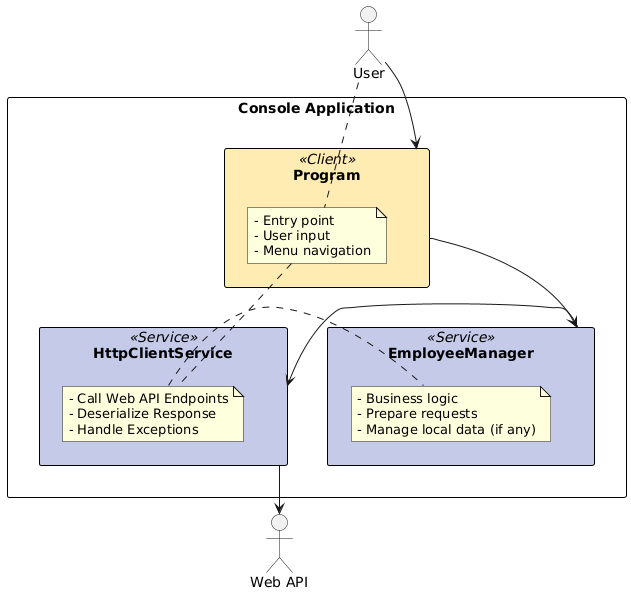 User
Console Application
«Client»
Program
- Entry point
- User input
- Menu navigation
«Service»
HttpClientService
- Call Web API Endpoints
- Deserialize Response
- Handle Exceptions
«Service»
EmployeeManager
- Business logic
- Prepare requests
- Manage local data (if any)
Web API